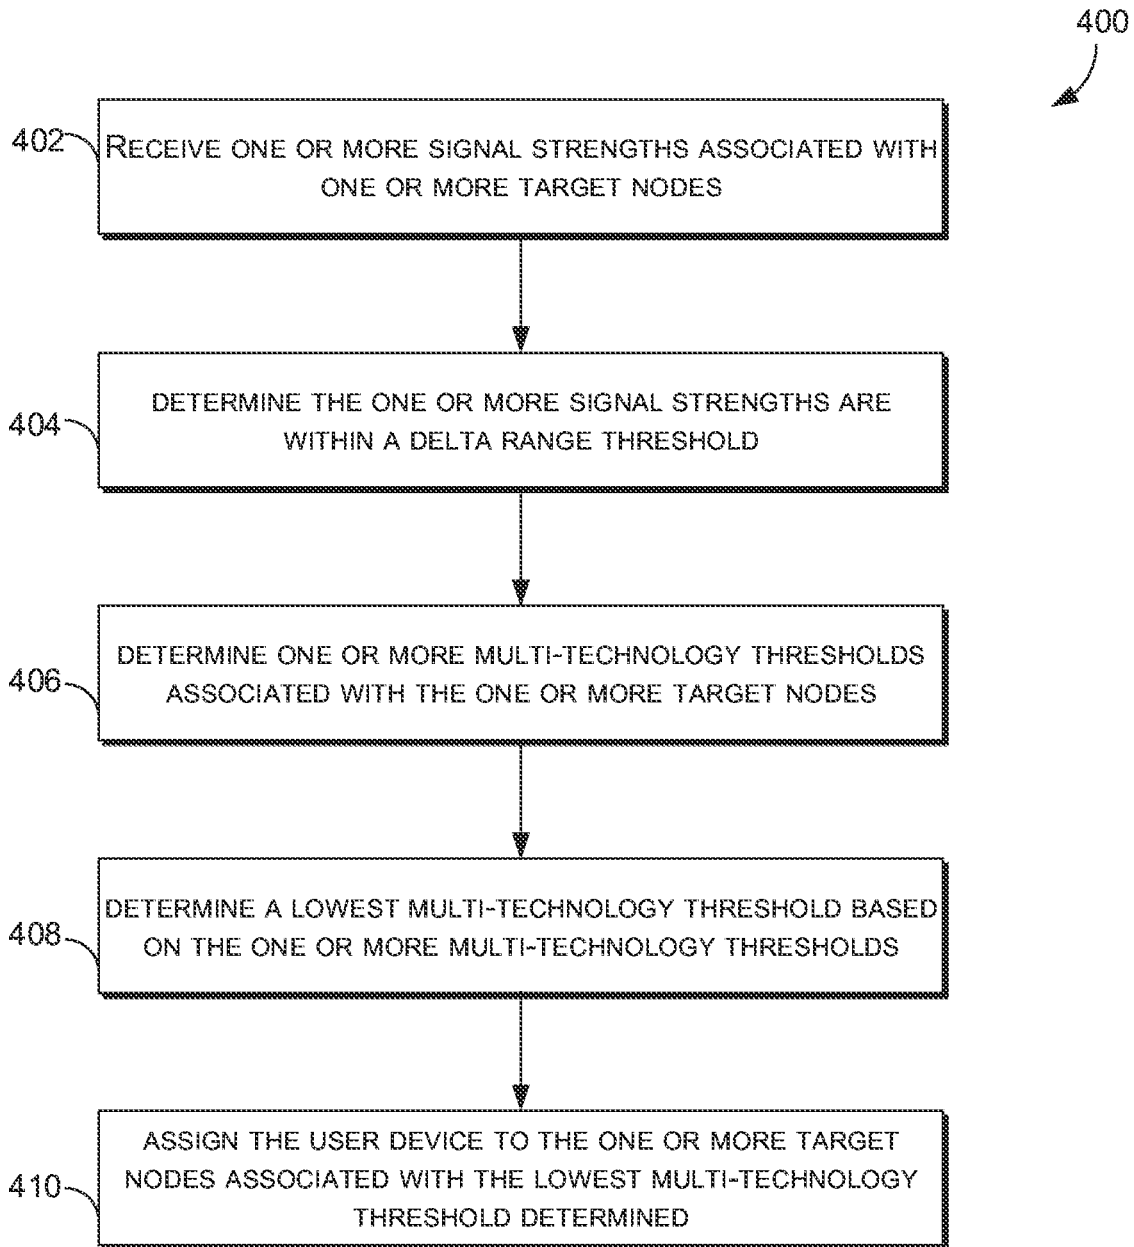 400
402
RECEIVE ONE OR MORE SIGNAL STRENGTHS ASSOCIATED WITH
ONE OR MORE TARGET NODES
404
DETERMINE THE ONE OR MORE SIGNAL STRENGTHS ARE
WITHIN A DELTA RANGE THRESHOLD
406
DETERMINE ONE OR MORE MULTI-TECHNOLOGY THRESHOLDS
ASSOCIATED WITH THE ONE OR MORE TARGET NODES
408
DETERMINE A LOWEST MULTI-TECHNOLOGY THRESHOLD BASED
ON THE ONE OR MORE MULTI-TECHNOLOGY THRESHOLDS
410
ASSIGN THE USER DEVICE TO THE ONE OR MORE TARGET
NODES ASSOCIATED WITH THE LOWEST MULTI-TECHNOLOGY
THRESHOLD DETERMINED